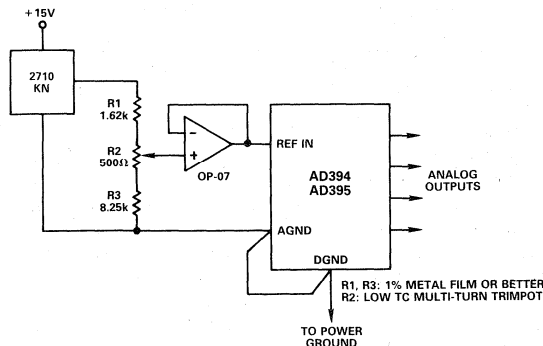 +15V
2710
KN
R1
1.62k
R2
500Ω
R3
8.25k
-
+
OP-07
REF IN
AD394
AD395
AGND
DGND
ANALOG
OUTPUTS
R1, R3: 1% METAL FILM OR BETTER
R2: LOW TC MULTI-TURN TRIMPOT
TO POWER
GROUND